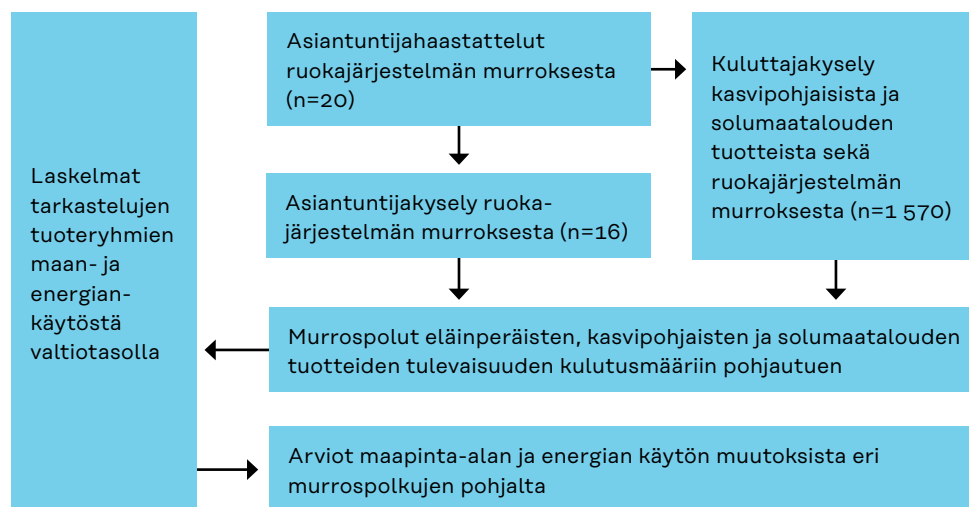 Asiantuntijahaastattelut
ruokajärjestelmän murroksesta
(n=20)
Kuluttajakysely
kasvipohjaisista ja
solumaatalouden
tuotteista sekä
ruokajärjestelmän
murroksesta (n=1 570)
Laskelmat
tarkastelujen
tuoteryhmien
maan- ja
energian-
käytöstä
valtiotasolla
Asiantuntijakysely ruoka-
järjestelmän murroksesta (n=16)
Murrospolut eläinperäisten, kasvipohjaisten ja solumaatalouden
tuotteiden tulevaisuuden kulutusmääriin pohjautuen
Arviot maapinta-alan ja energian käytön muutoksista eri
murrospolkujen pohjalta